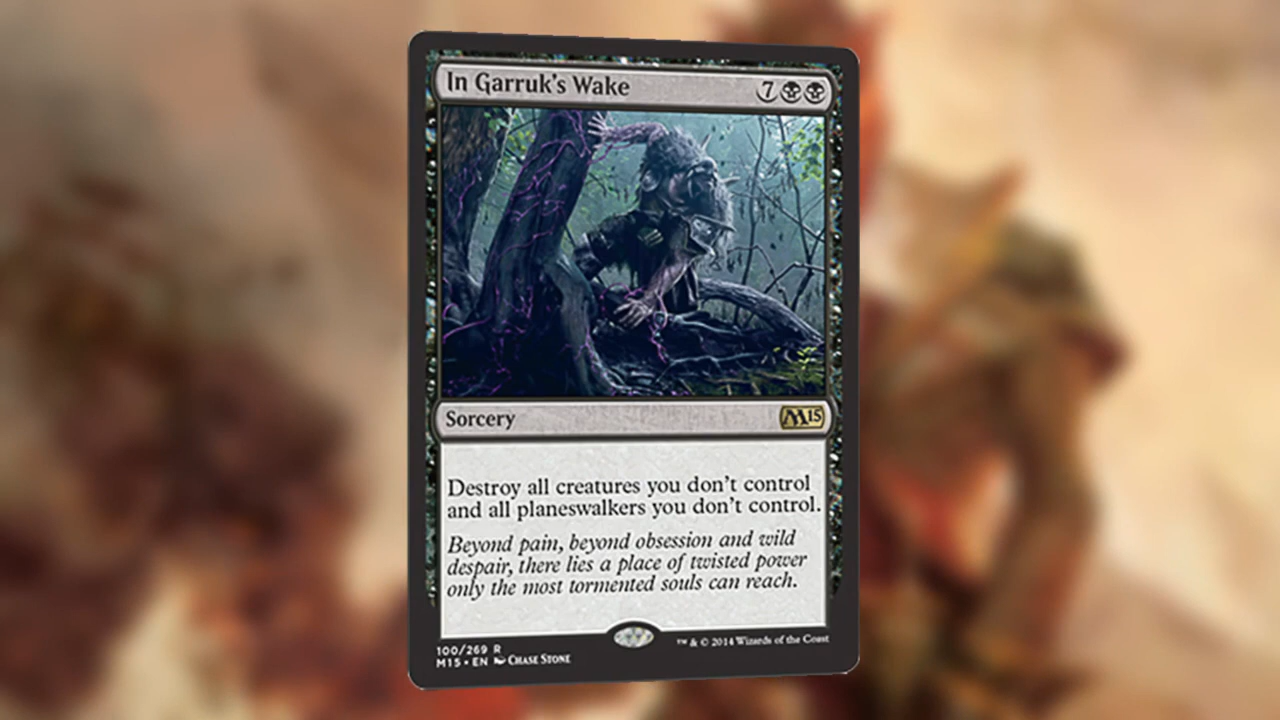 In Garruk's Wake 7
Sorcery M15
Destroy all creatures you don't control
and all planeswalkers you don't control.
Beyond pain, beyond obsession and wild
despair, there lies a place of twisted power
only the most tormented souls can reach.
100/269 R
M15 • EN Chase Stone
™ & © 2014 Wizards of the Coast